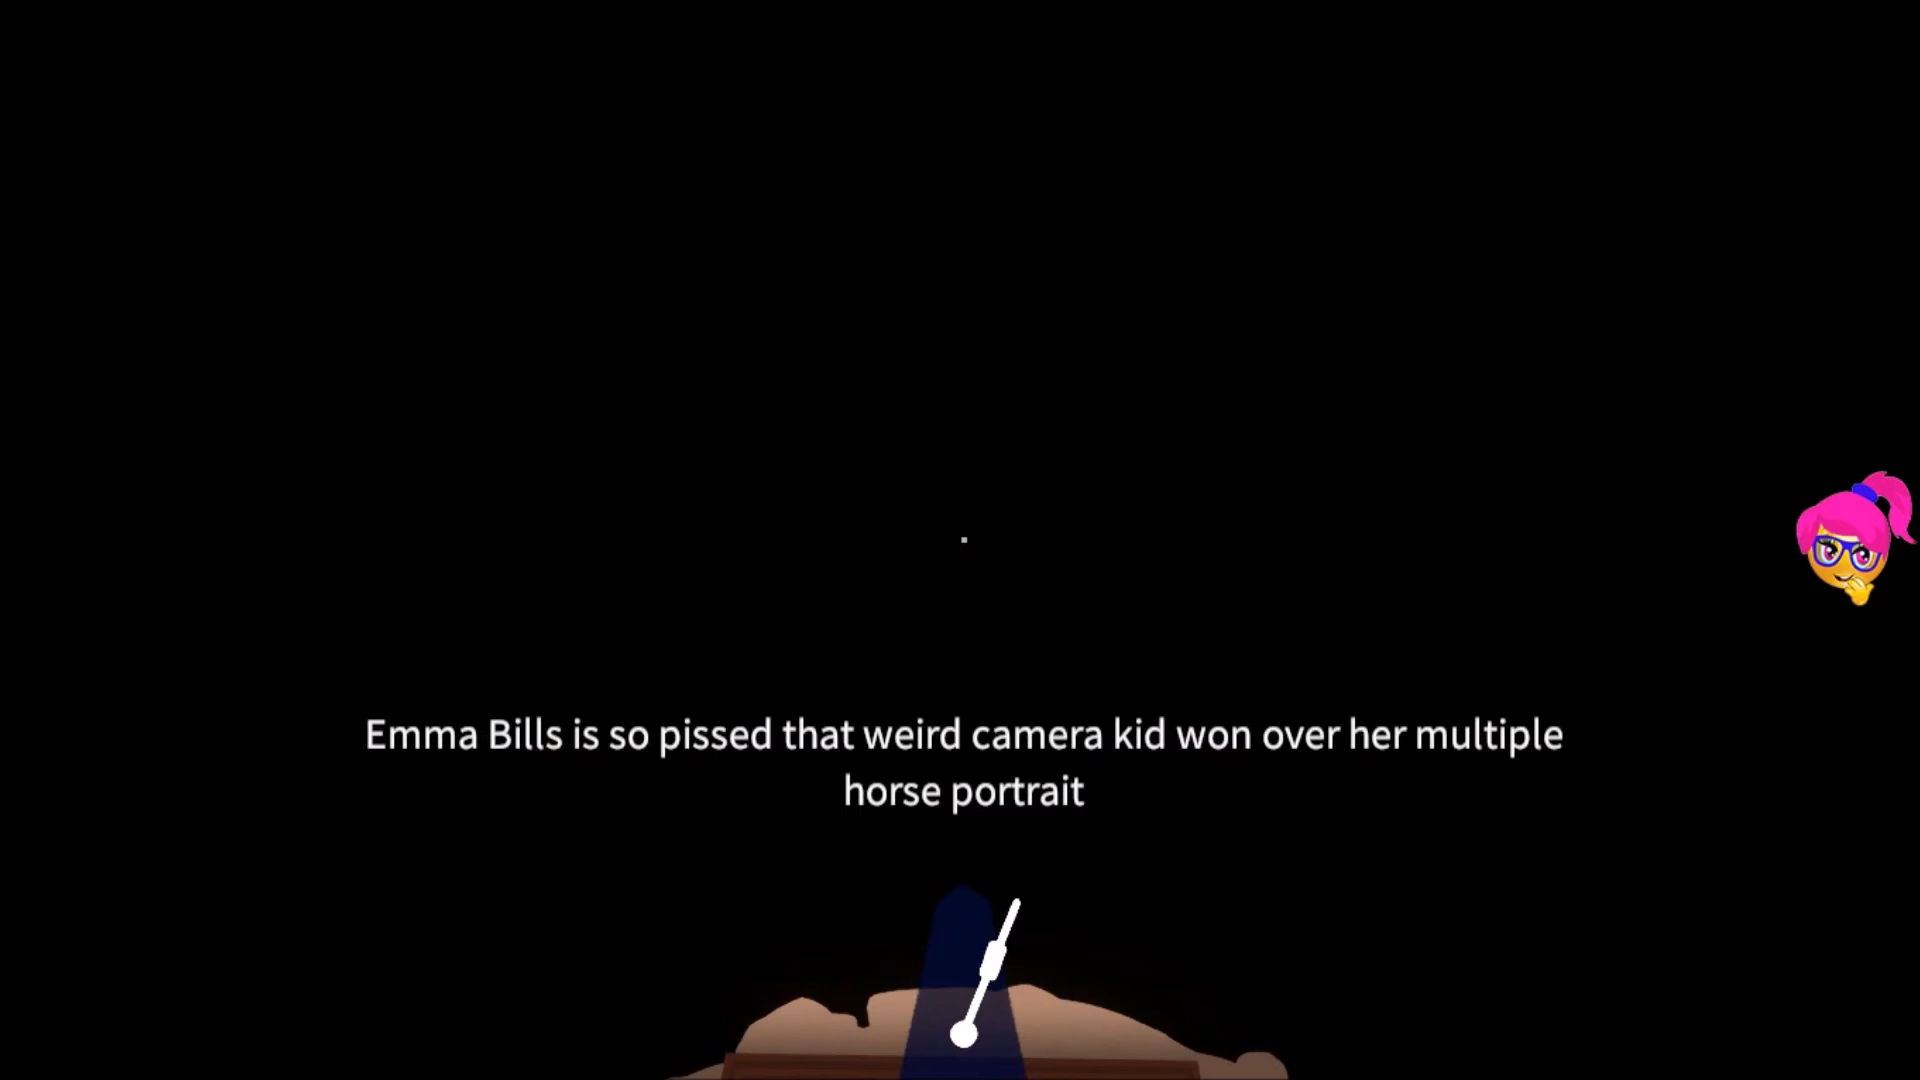 Emma Bills is so pissed that weird camera kid won over her multiple
horse portrait